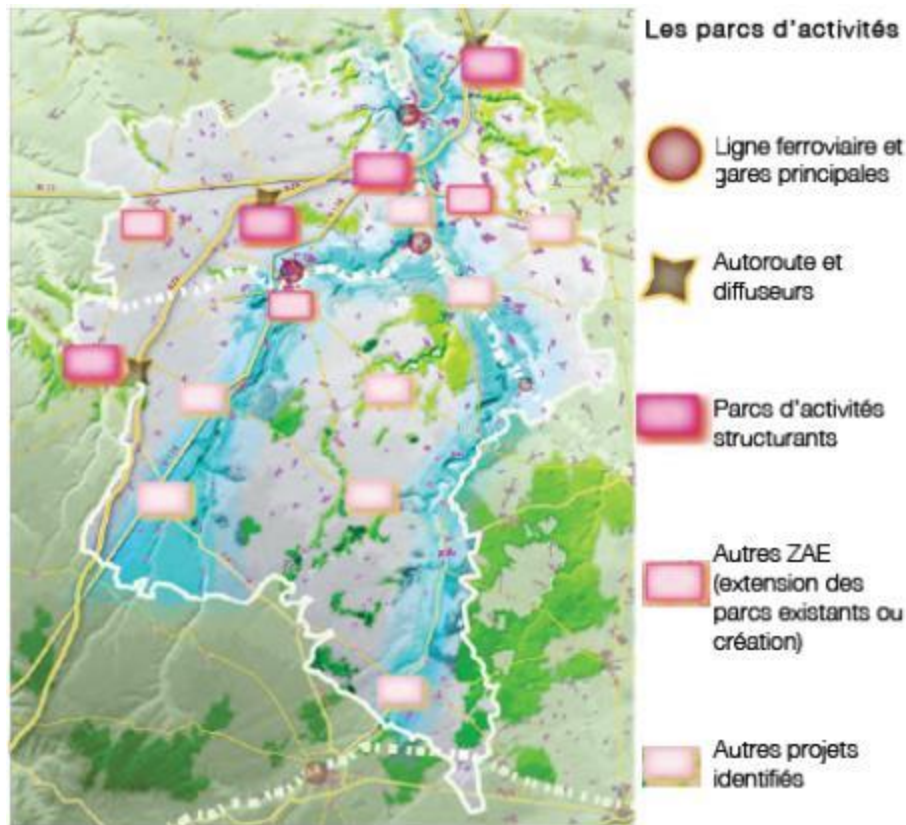 Les parcs d'activités
Ligne ferroviaire et
gares principales
Autoroute et
diffuseurs
Parcs d'activités
structurants
Autres ZAE
(extension des
parcs existants ou
création)
Autres projets
identifiés